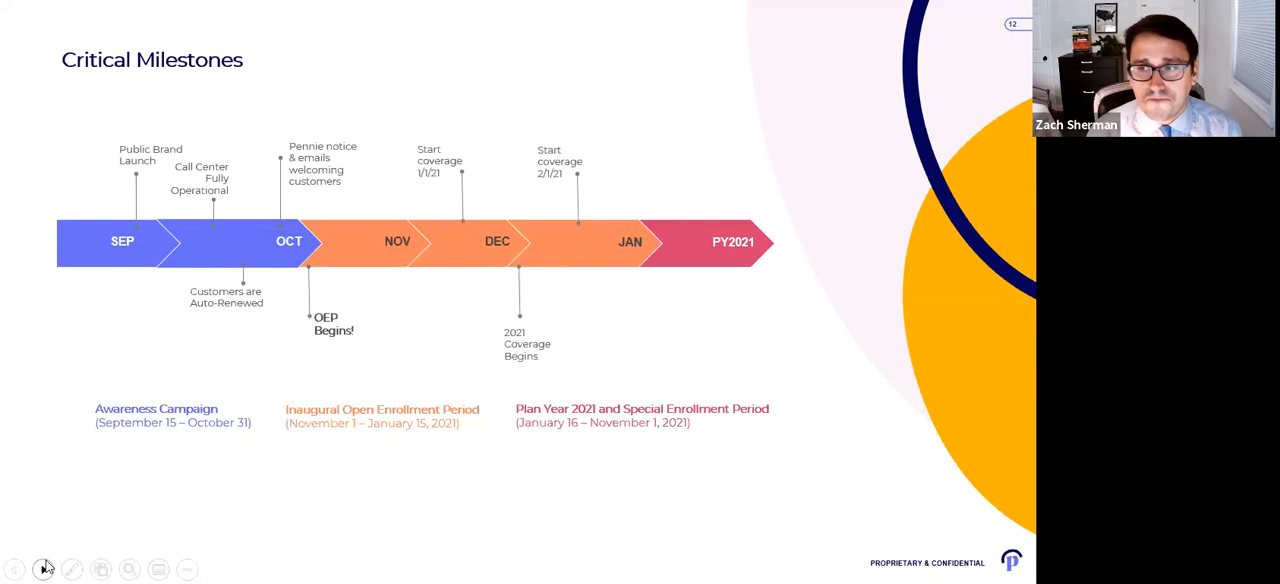 12
Critical Milestones
Zach Sherman
Public Brand
Launch
Call Center
Fully
Operational
Pennie notice
& emails
welcoming
customers
Start
coverage
1/1/21
Start
coverage
2/1/21
SEP
OCT
NOV
DEC
JAN
PY2021
Customers are
Auto-Renewed
OEP
Begins!
2021
Coverage
Begins
Awareness Campaign
(September 15 – October 31)
Inaugural Open Enrollment Period
(November 1 – January 15, 2021)
Plan Year 2021 and Special Enrollment Period
(January 16 – November 1, 2021)
PROPRIETARY & CONFIDENTIAL
p